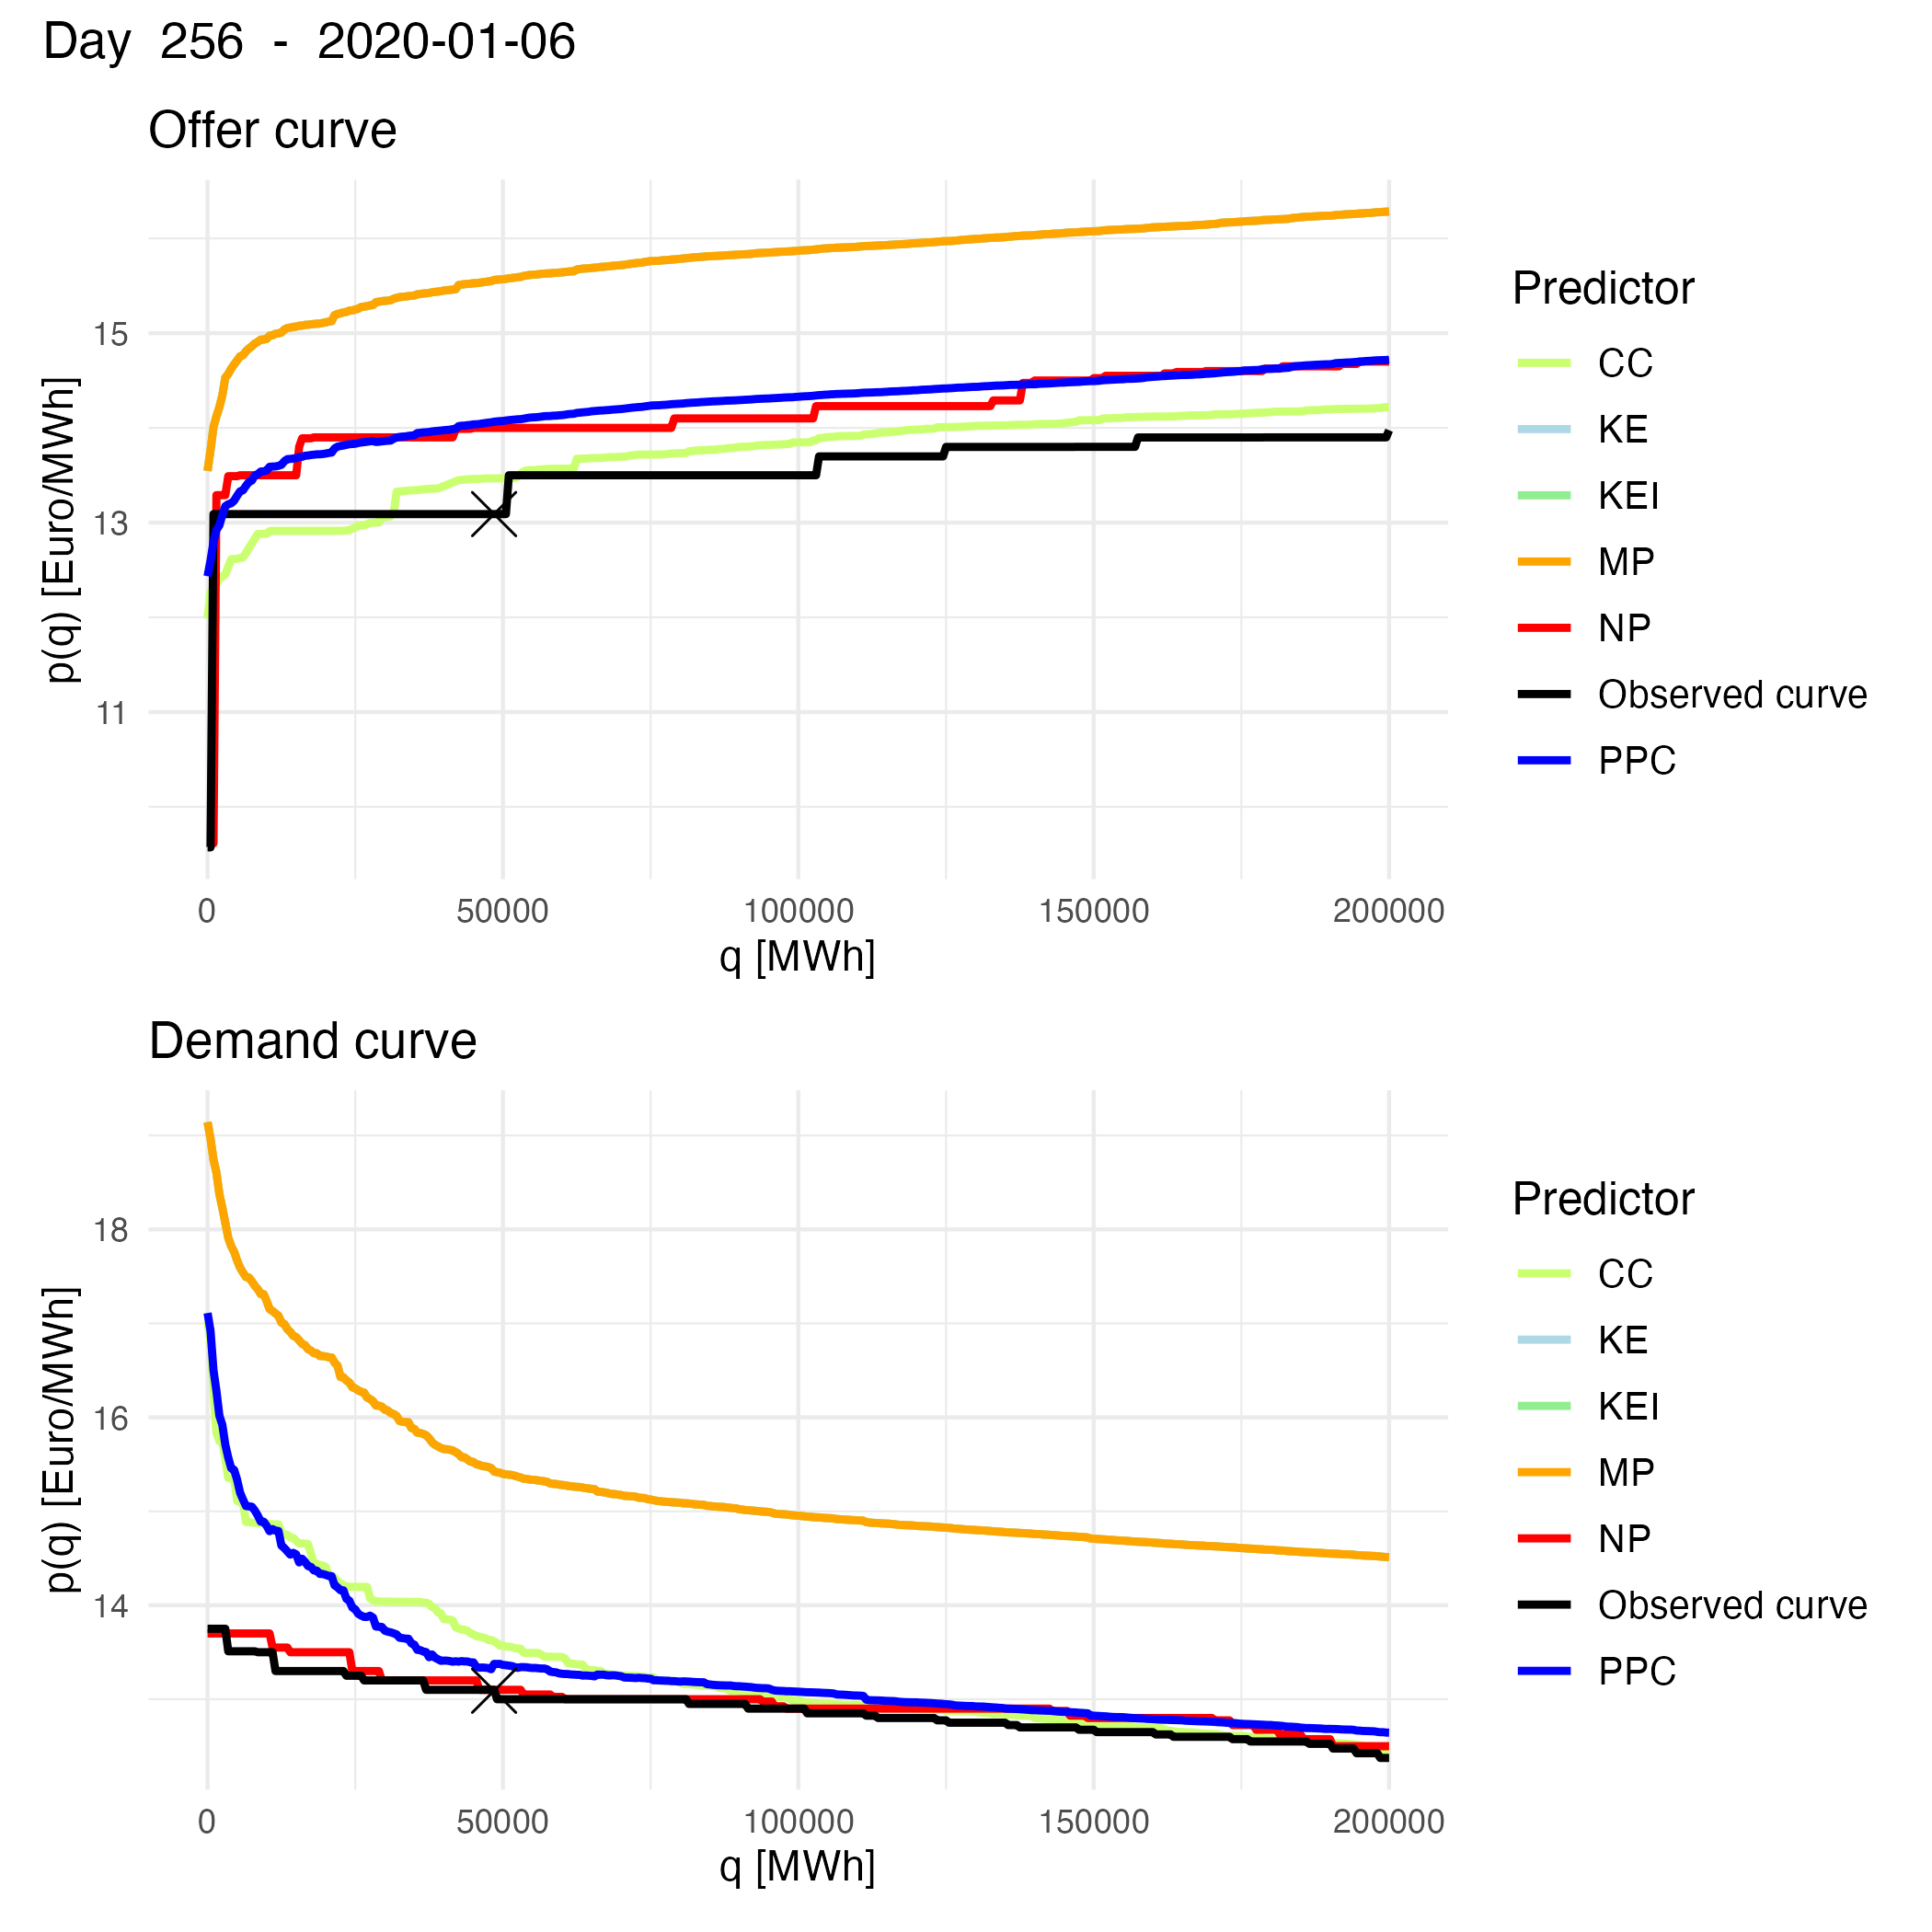 Day 256 - 2020-01-06
Offer curve
15
13
11
p(q) [Euro/MWh]
0 50000 100000 150000 200000
q [MWh]
Predictor
CC
KE
KEI
MP
NP
Observed curve
PPC
Demand curve
18
16
14
p(q) [Euro/MWh]
0 50000 100000 150000 200000
q [MWh]
Predictor
CC
KE
KEI
MP
NP
Observed curve
PPC